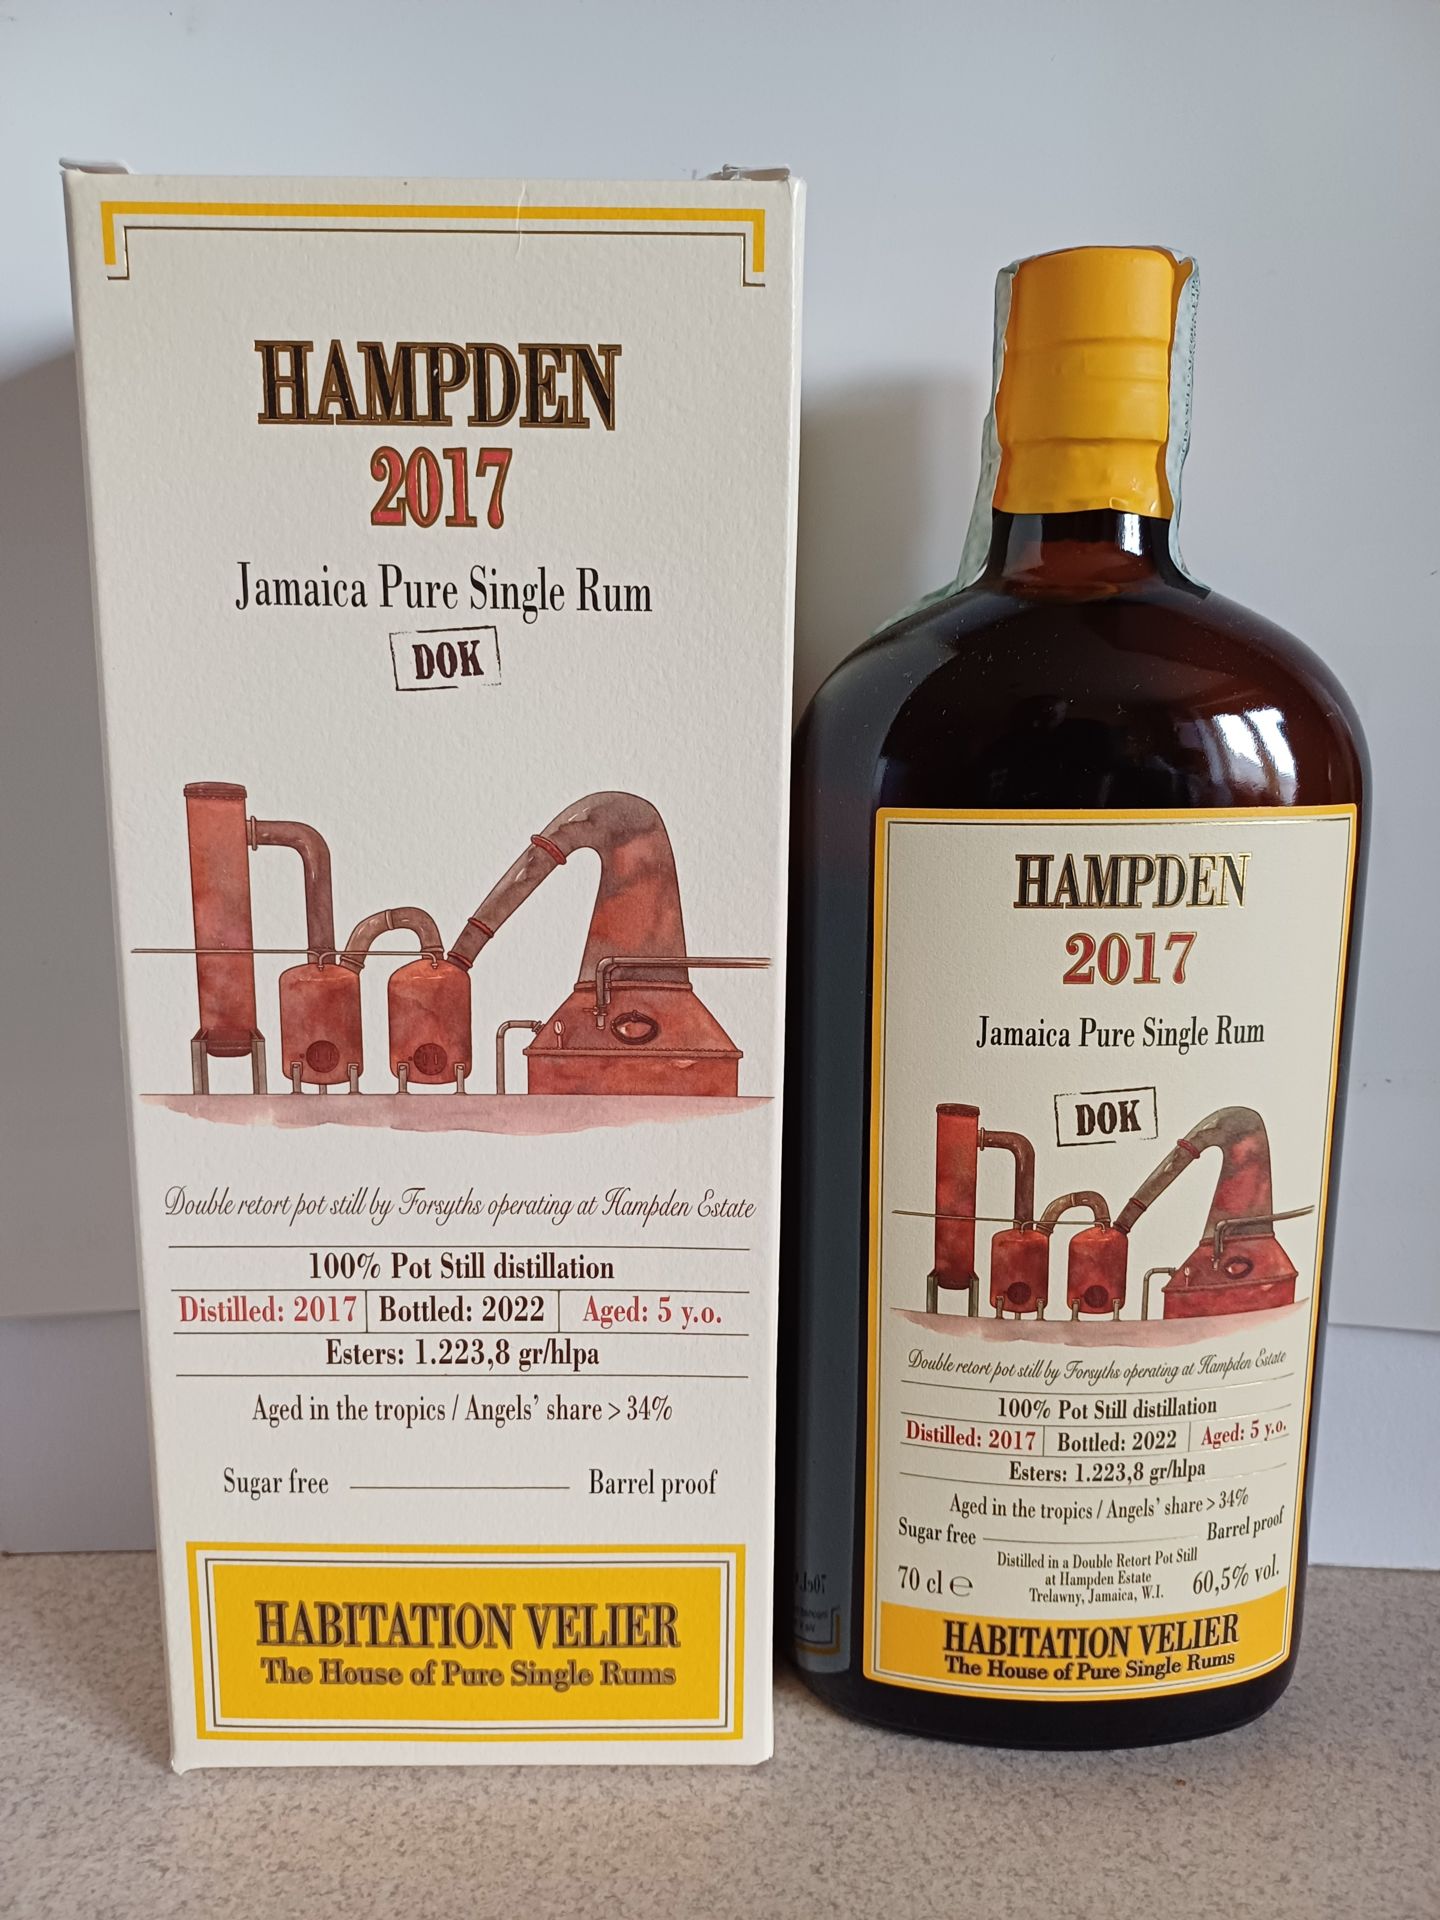 HAMPDEN
2017
Jamaica Pure Single Rum
DOK
Double retort pot still by Forsyths operating at Hampden Estate
100% Pot Still distillation
Distilled: 2017 Bottled: 2022 Aged: 5 y.o.
Esters: 1.223,8 gr/hlpa
Aged in the tropics / Angels' share > 34%
Sugar free Barrel proof
HABITATION VELIER
The House of Pure Single Rums
HAMPDEN
2017
Jamaica Pure Single Rum
DOK
Double retort pot still by Forsyths operating at Hampden Estate
100% Pot Still distillation
Distilled: 2017 Bottled: 2022 Aged: 5 y.o.
Esters: 1.223,8 gr/hlpa
Aged in the tropics / Angels' share > 34%
Sugar free Barrel proof
Distilled in a Double Retort Pot Still
at Hampden Estate
Trelawny, Jamaica, W.I.
70 cl e 60,5% vol.
HABITATION VELIER
The House of Pure Single Rums